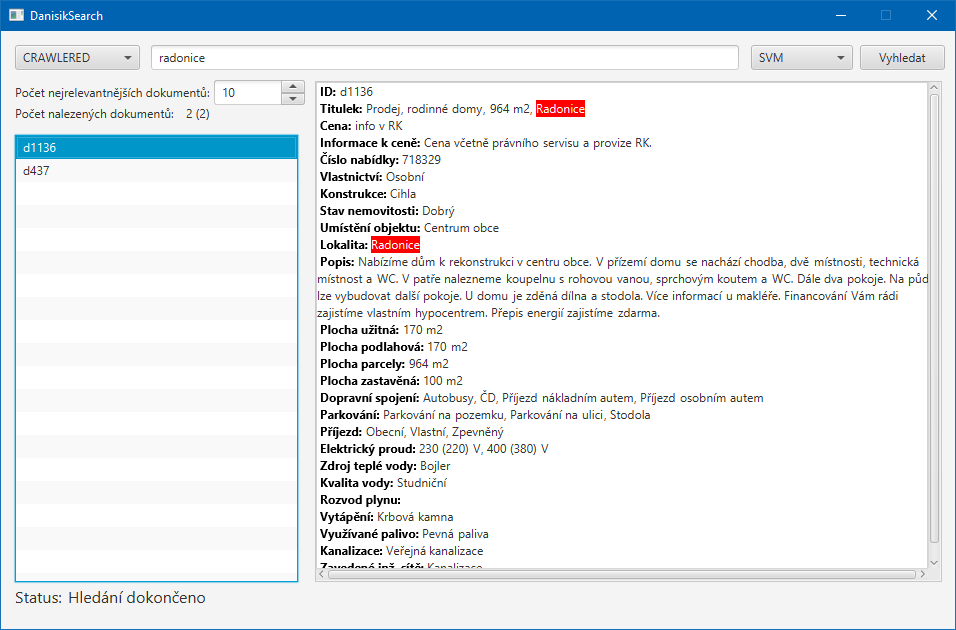 DanisikSearch
CRAWLERED
radonice
SVM
Vyhledat
Počet nejrelevantnějších dokumentů:
10
Počet nalezených dokumentů: 2 (2)
d1136
d437
ID: d1136
Titulek: Prodej, rodinné domy, 964 m2, Radonice
Cena: info v RK
Informace k ceně: Cena včetně právního servisu a provize RK.
Číslo nabídky: 718329
Vlastnictví: Osobní
Konstrukce: Cihla
Stav nemovitosti: Dobrý
Umístění objektu: Centrum obce
Lokalita: Radonice
Popis: Nabízíme dům k rekonstrukci v centru obce. V přízemí domu se nachází chodba, dvě místnosti, technická
místnost a WC. V patře nalezneme koupelnu s rohovou vanou, sprchovým koutem a WC. Dále dva pokoje. Na půd
lze vybudovat další pokoje. U domu je zděná dílna a stodola. Více informací u makléře. Financování Vám rádi
zajistíme vlastním hypocentrem. Přepis energií zajistíme zdarma.
Plocha užitná: 170 m2
Plocha podlahová: 170 m2
Plocha parcely: 964 m2
Plocha zastavěná: 100 m2
Dopravní spojení: Autobusy, ČD, Příjezd nákladním autem, Příjezd osobním autem
Parkování: Parkování na pozemku, Parkování na ulici, Stodola
Příjezd: Obecní, Vlastní, Zpevněný
Elektrický proud: 230 (220) V, 400 (380) V
Zdroj teplé vody: Bojler
Kvalita vody: Studniční
Rozvod plynu:
Vytápění: Krbová kamna
Využívané palivo: Pevná paliva
Kanalizace: Veřejná kanalizace
Zavedené inž. sítě: Kanalizace
Status: Hledání dokončeno